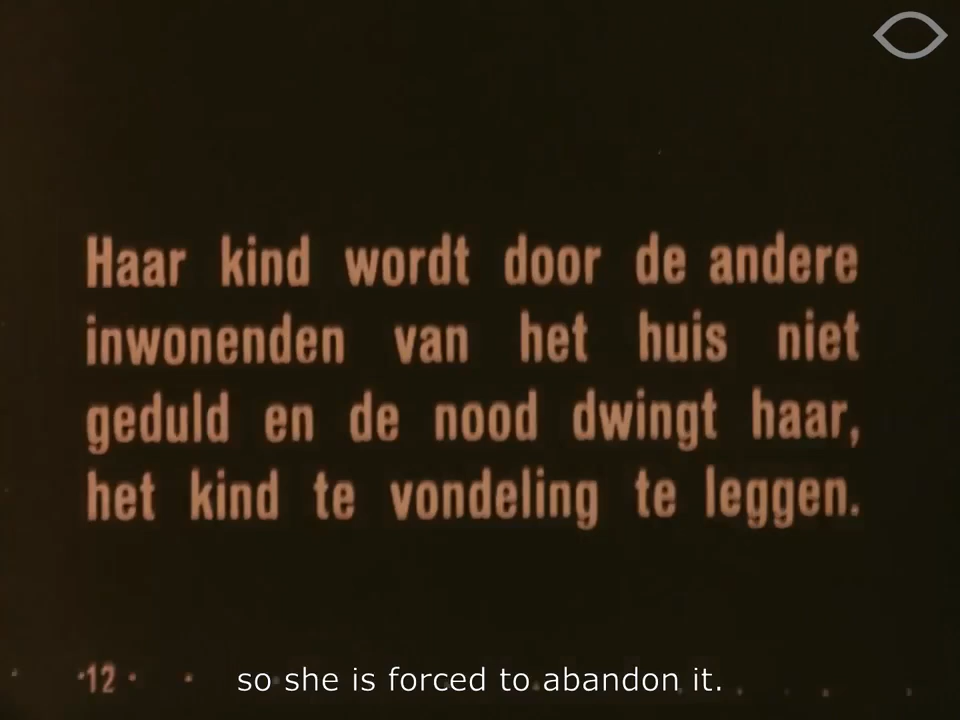 Haar kind wordt door de andere
inwonenden van het huis niet
geduld en de nood dwingt haar,
het kind te vondeling te leggen.
12
so she is forced to abandon it.